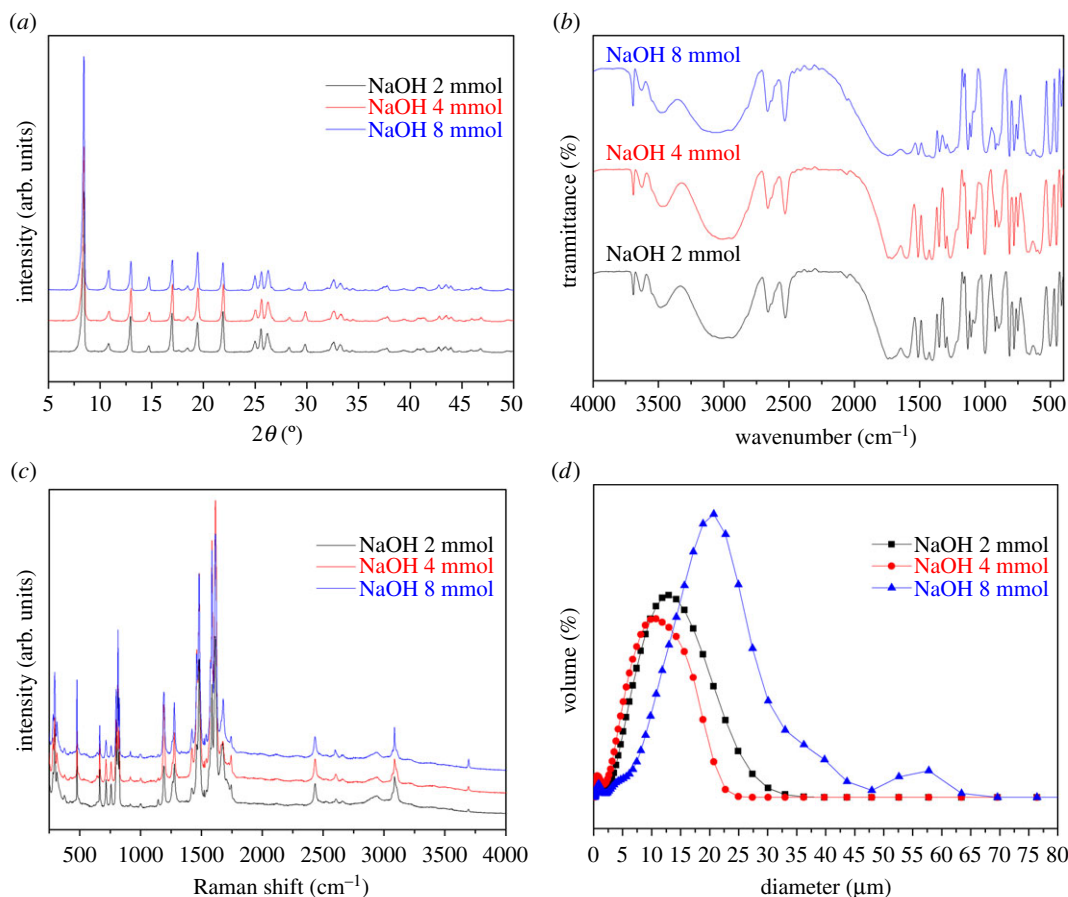 (a)
intensity (arb. units)
NaOH 2 mmol
NaOH 4 mmol
NaOH 8 mmol
5 10 15 20 25 30 35 40 45 50
2θ (º)
(b)
tranmittance (%)
NaOH 8 mmol
NaOH 4 mmol
NaOH 2 mmol
4000 3500 3000 2500 2000 1500 1000 500
wavenumber (cm⁻¹)
(c)
intensity (arb. units)
NaOH 2 mmol
NaOH 4 mmol
NaOH 8 mmol
500 1000 1500 2000 2500 3000 3500 4000
Raman shift (cm⁻¹)
(d)
volume (%)
NaOH 2 mmol
NaOH 4 mmol
NaOH 8 mmol
0 5 10 15 20 25 30 35 40 45 50 55 60 65 70 75 80
diameter (µm)